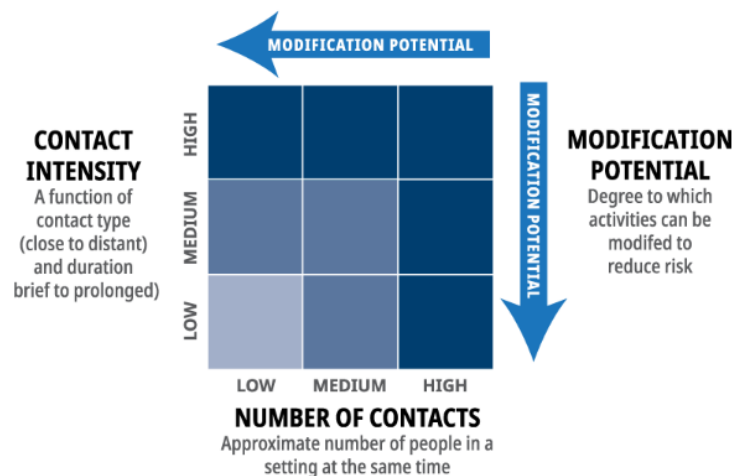 MODIFICATION POTENTIAL
CONTACT
INTENSITY
A function of
contact type
(close to distant)
and duration
brief to prolonged)
HIGH
MEDIUM
LOW
MODIFICATION POTENTIAL
MODIFICATION
POTENTIAL
Degree to which
activities can be
modifed to
reduce risk
LOW MEDIUM HIGH
NUMBER OF CONTACTS
Approximate number of people in a
setting at the same time